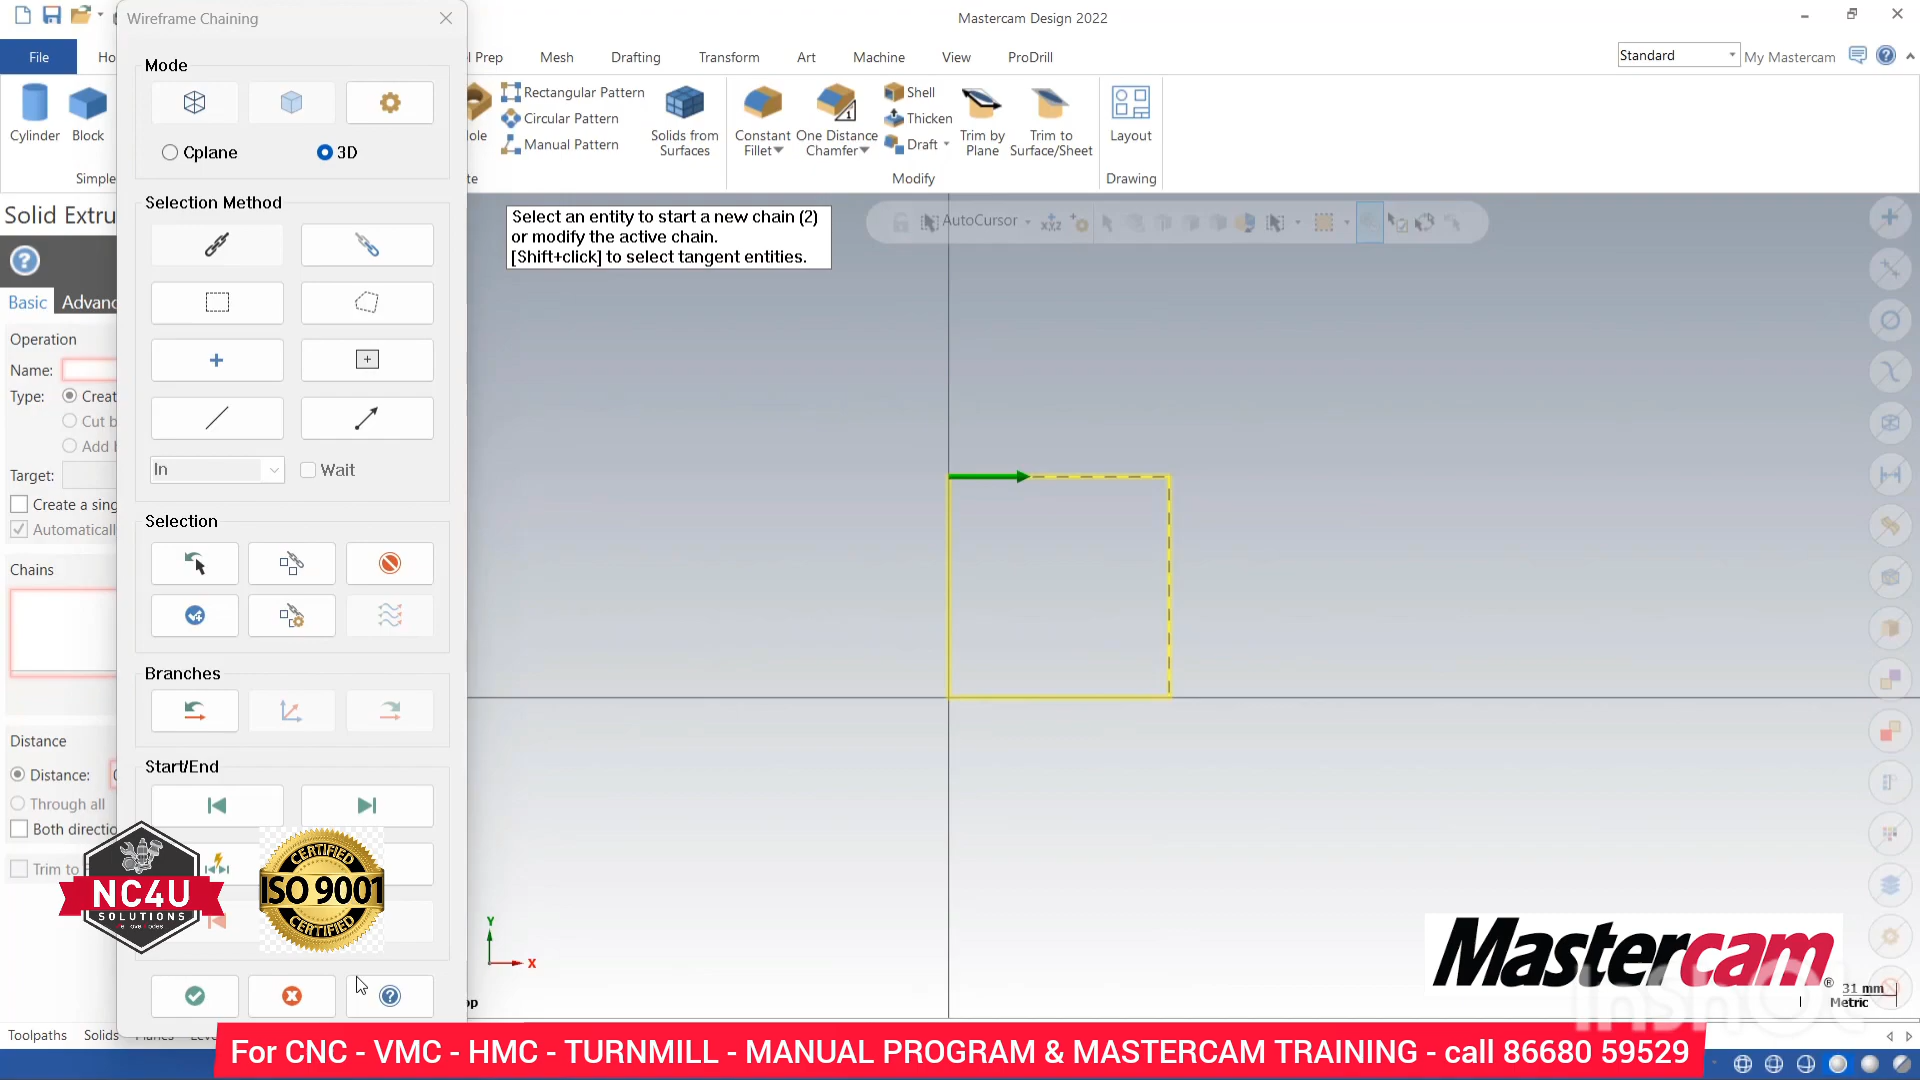 Wireframe Chaining
Mastercam Design 2022
File
Ho
l Prep
Mesh
Drafting
Transform
Art
Machine
View
ProDrill
Standard
My Mastercam
Mode
Cplane
3D
Cylinder
Block
Simple
ole
Rectangular Pattern
Circular Pattern
Manual Pattern
Solids from
Surfaces
te
Constant
Fillet
One Distance
Chamfer
Shell
Thicken
Draft
Trim by
Plane
Trim to
Surface/Sheet
Modify
Layout
Drawing
Selection Method
Solid Extru
Select an entity to start a new chain (2)
or modify the active chain.
[Shift+click] to select tangent entities.
AutoCursor
Basic
Advanc
Operation
Name:
Type:
Creat
Cut b
Add
Target:
In
Wait
Create a sing
Automaticall
Selection
Chains
Branches
Distance
Distance:
Through all
Both directio
Trim to
Start/End
NC4U
SOLUTIONS
CERTIFIED
ISO 9001
CERTIFIED
Y
X
op
Mastercam
®
31 mm
Metric
InShot
Toolpaths
Solids
Planes
Leve
For CNC - VMC - HMC - TURNMILL - MANUAL PROGRAM & MASTERCAM TRAINING - call 86680 59529